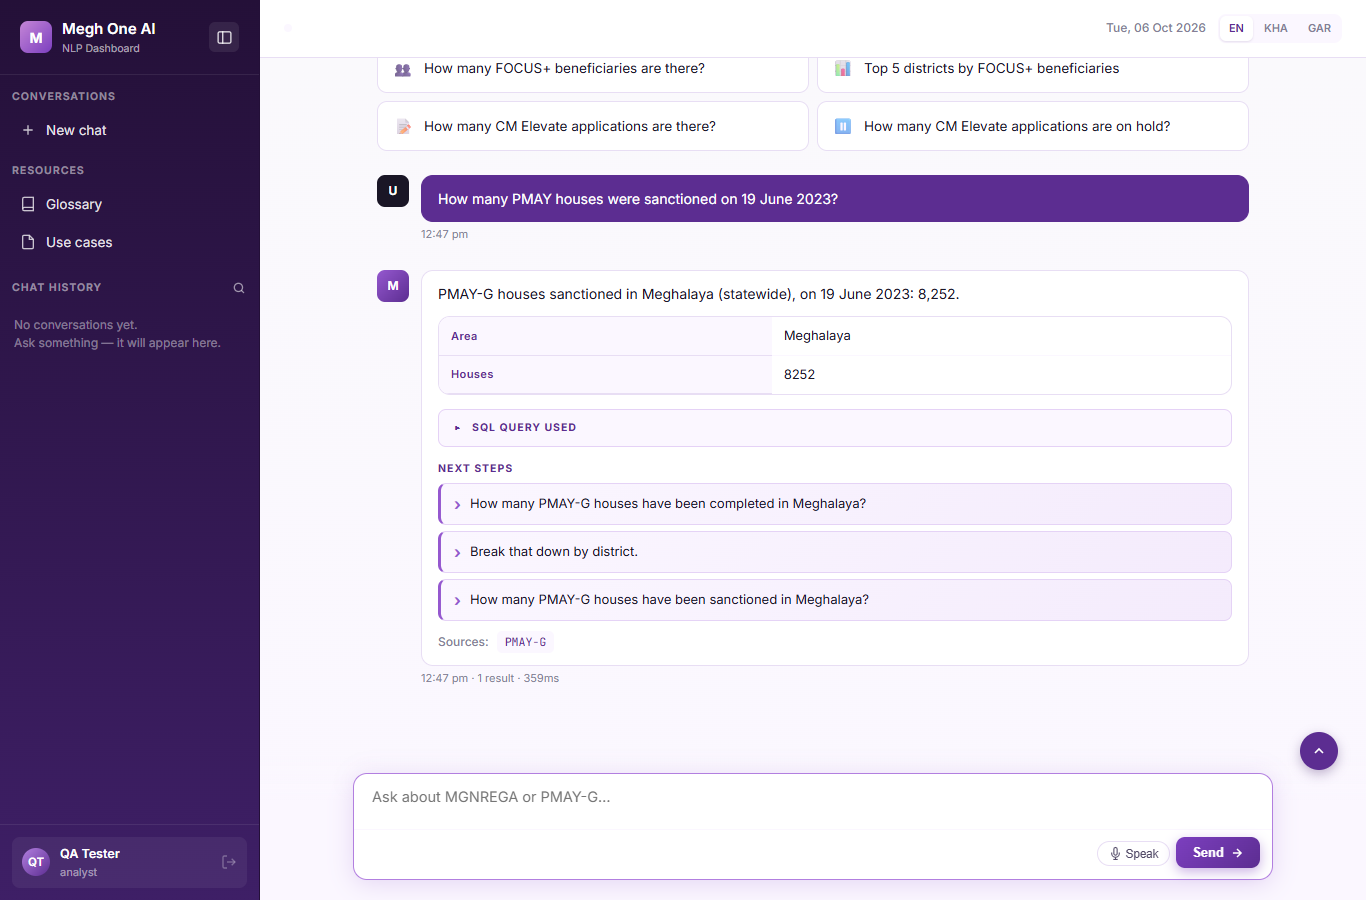 M
Megh One AI
NLP Dashboard
CONVERSATIONS
+ New chat
RESOURCES
Glossary
Use cases
CHAT HISTORY
No conversations yet.
Ask something — it will appear here.
QT
QA Tester
analyst
Tue, 06 Oct 2026
EN
KHA
GAR
How many FOCUS+ beneficiaries are there?
Top 5 districts by FOCUS+ beneficiaries
How many CM Elevate applications are there?
How many CM Elevate applications are on hold?
U
How many PMAY houses were sanctioned on 19 June 2023?
12:47 pm
M
PMAY-G houses sanctioned in Meghalaya (statewide), on 19 June 2023: 8,252.
Area Meghalaya
Houses 8252
SQL QUERY USED
NEXT STEPS
How many PMAY-G houses have been completed in Meghalaya?
Break that down by district.
How many PMAY-G houses have been sanctioned in Meghalaya?
Sources: PMAY-G
12:47 pm · 1 result · 359ms
Ask about MGNREGA or PMAY-G...
Speak
Send →